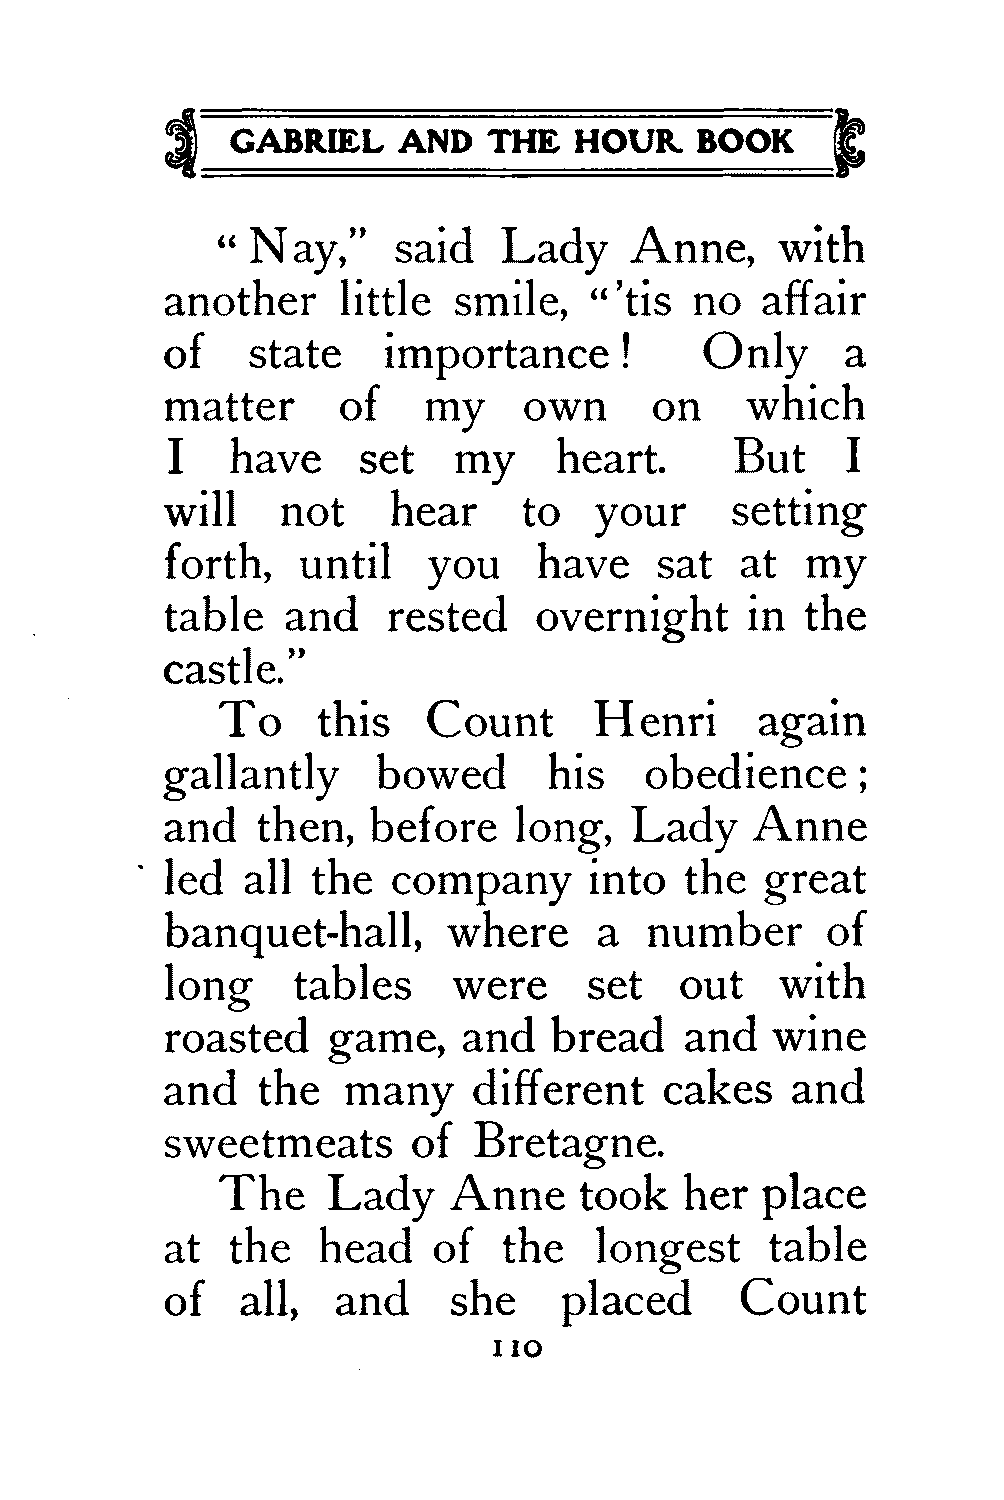 GABRIEL AND THE HOUR BOOK
“ Nay,” said Lady Anne, with
another little smile, “ ’tis no affair
of state importance ! Only a
matter of my own on which
I have set my heart. But I
will not hear to your setting
forth, until you have sat at my
table and rested overnight in the
castle.”
To this Count Henri again
gallantly bowed his obedience ;
and then, before long, Lady Anne
led all the company into the great
banquet-hall, where a number of
long tables were set out with
roasted game, and bread and wine
and the many different cakes and
sweetmeats of Bretagne.
The Lady Anne took her place
at the head of the longest table
of all, and she placed Count
110